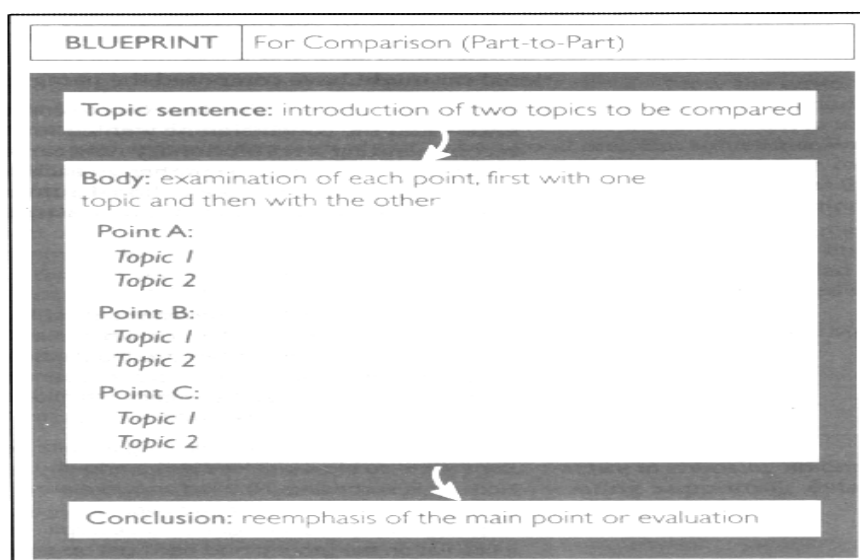 BLUEPRINT For Comparison (Part-to-Part)
Topic sentence: introduction of two topics to be compared
Body: examination of each point, first with one
topic and then with the other
Point A:
Topic 1
Topic 2
Point B:
Topic 1
Topic 2
Point C:
Topic 1
Topic 2
Conclusion: reemphasis of the main point or evaluation